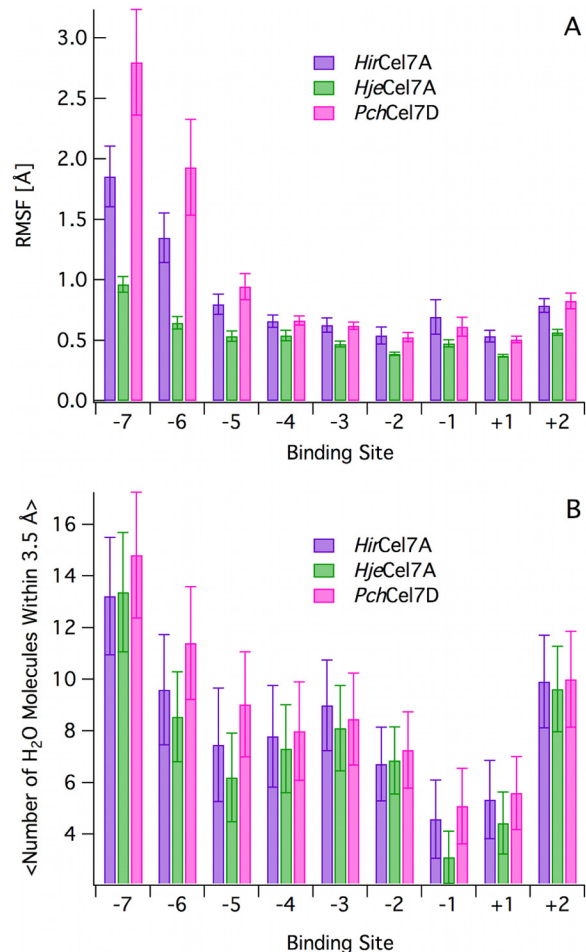 A
HirCel7A
HjeCel7A
PchCel7D
RMSF [Å]
3.0
2.5
2.0
1.5
1.0
0.5
0.0
-7 -6 -5 -4 -3 -2 -1 +1 +2
Binding Site
B
HirCel7A
HjeCel7A
PchCel7D
<Number of H₂O Molecules Within 3.5 Å>
16
14
12
10
8
6
4
-7 -6 -5 -4 -3 -2 -1 +1 +2
Binding Site